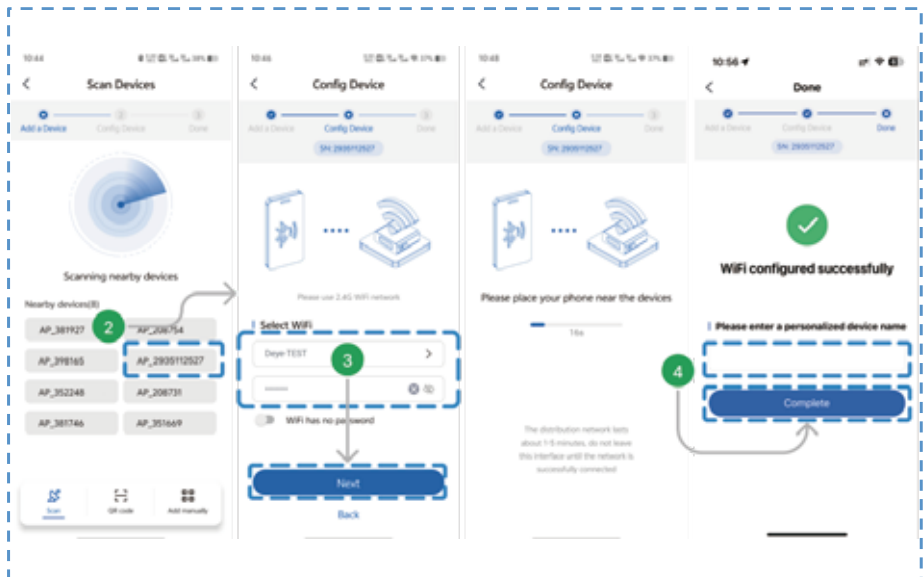 10:44
38%
Scan Devices
Add a Device
Config Device
3
Done
Scanning nearby devices
Nearby devices(8)
AP_381927
2
AP_208754
AP_398165
AP_2935112527
AP_352248
AP_208731
AP_381746
AP_351669
Scan
QR code
Add manually
10:46
37%
Config Device
Add a Device
Config Device
Done
SN: 2935112527
Please use 2.4G WiFi network
Select WiFi
Deye-TEST
3
WiFi has no password
Next
Back
10:48
37%
Config Device
Add a Device
Config Device
Done
SN: 2935112527
Please place your phone near the devices
16s
The distribution network lasts
about 1-5 minutes, do not leave
this interface until the network is
successfully connected
10:56
Done
Add a Device
Config Device
Done
SN: 2935112527
WiFi configured successfully
Please enter a personalized device name
4
Complete